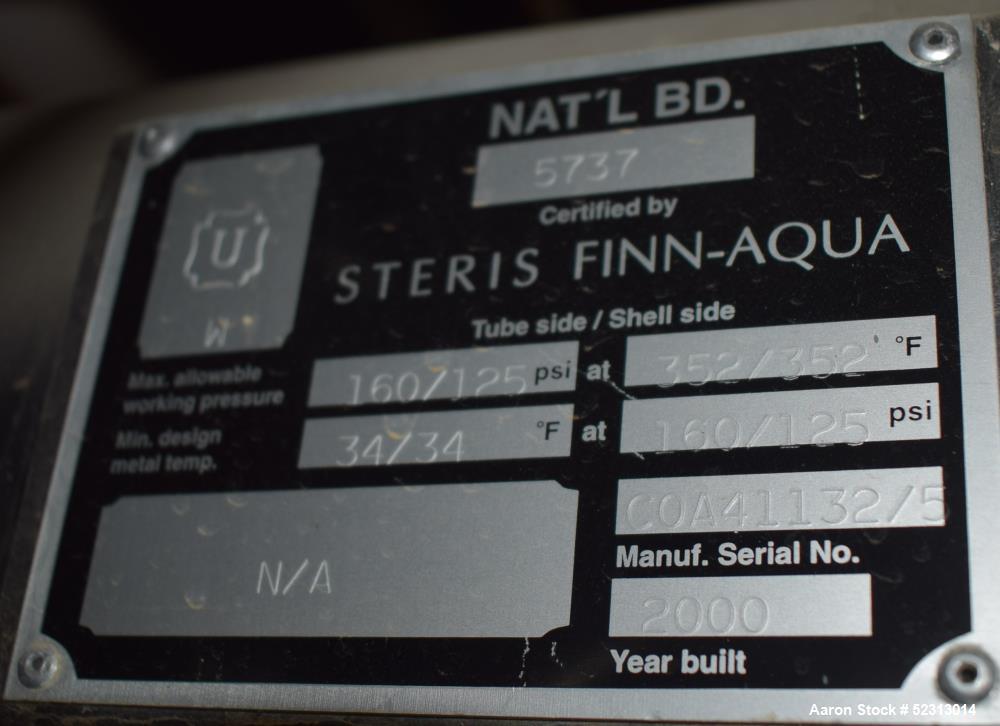 NAT'L BD.
5737
Certified by
STERIS FINN-AQUA
U
W
Tube side / Shell side
Max. allowable
working pressure
160/125 psi at 352/352 °F
Min. design
metal temp.
34/34 °F at 160/125 psi
COA41132/5
Manuf. Serial No.
N/A
2000
Year built
Aaron Stock # 52313014